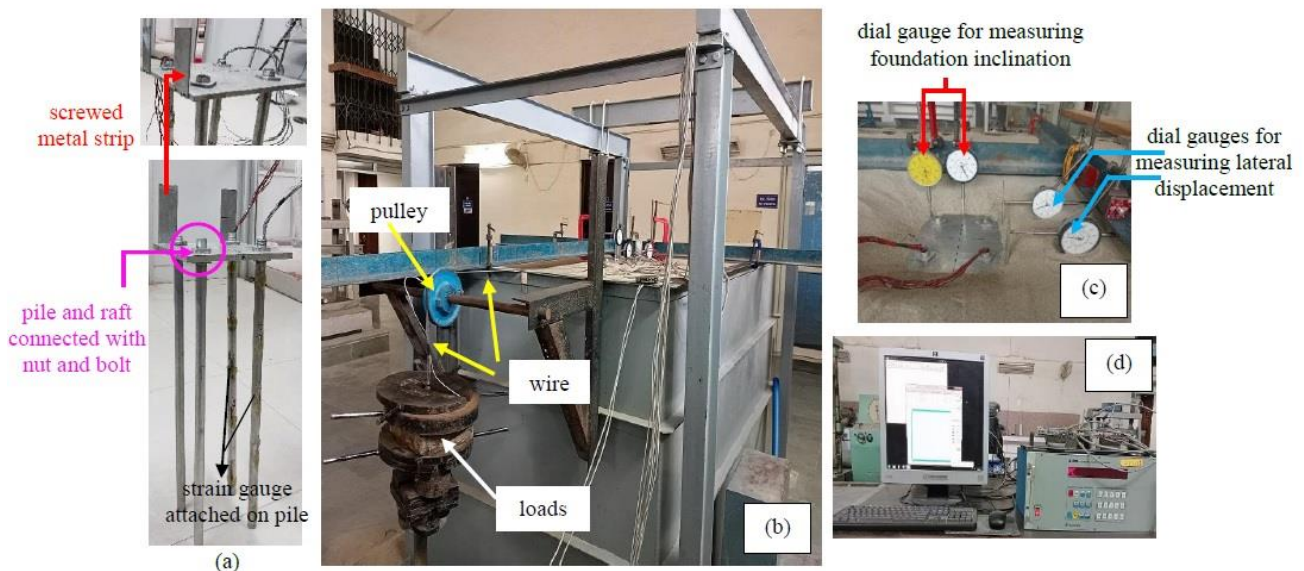 screwed
metal strip
pile and raft
connected with
nut and bolt
strain gauge
attached on pile
(a)
pulley
wire
loads
(b)
dial gauge for measuring
foundation inclination
dial gauges for
measuring lateral
displacement
(c)
(d)